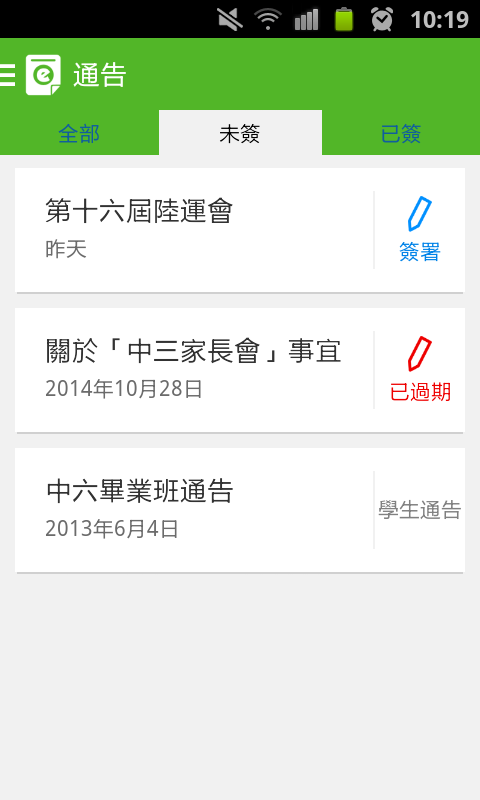 10:19
通告
全部
未簽
已簽
第十六屆陸運會
昨天
簽署
關於「中三家長會」事宜
2014年10月28日
已過期
中六畢業班通告
2013年6月4日
學生通告